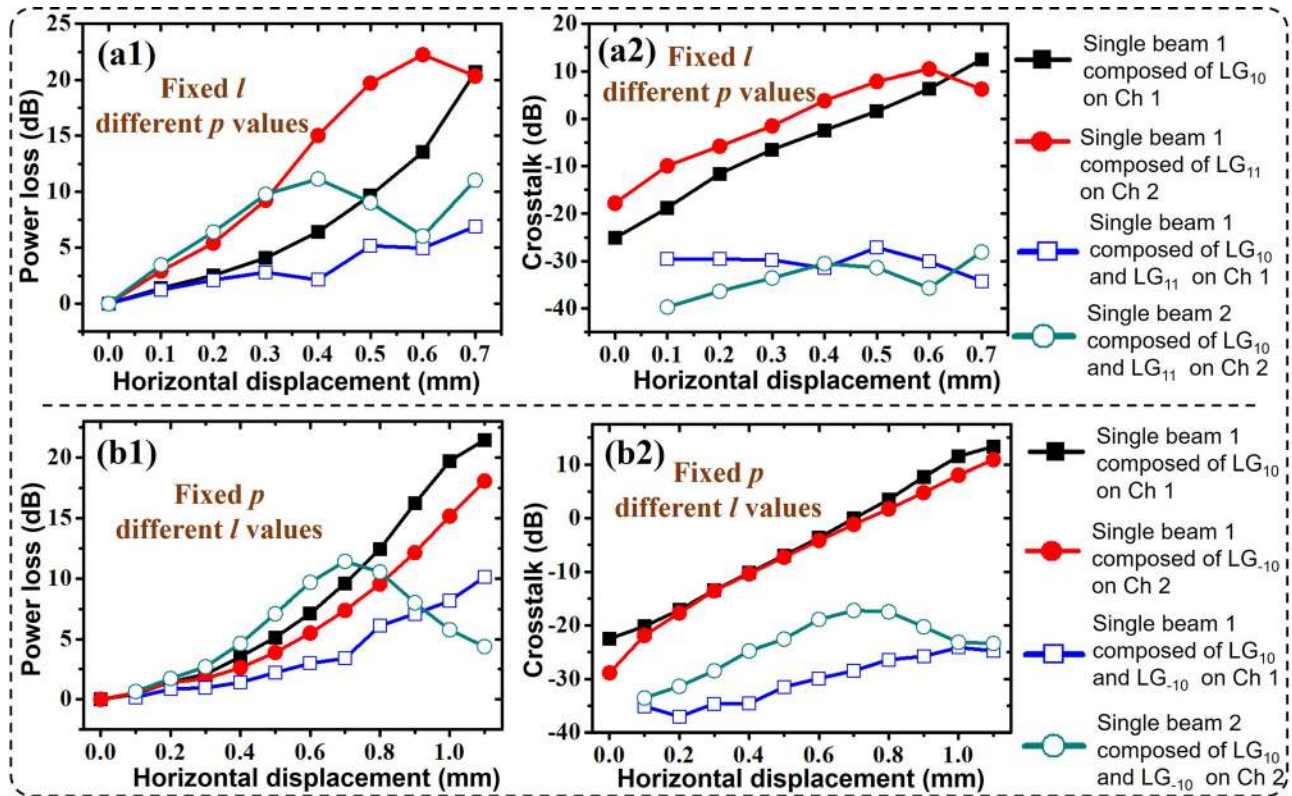 (a1)
Fixed l
different p values
Power loss (dB)
25
20
15
10
5
0
0.0 0.1 0.2 0.3 0.4 0.5 0.6 0.7
Horizontal displacement (mm)
(a2)
Fixed l
different p values
Crosstalk (dB)
20
10
0
-10
-20
-30
-40
0.0 0.1 0.2 0.3 0.4 0.5 0.6 0.7
Horizontal displacement (mm)
Single beam 1
composed of LG₁₀
on Ch 1
Single beam 1
composed of LG₁₁
on Ch 2
Single beam 1
composed of LG₁₀
and LG₁₁ on Ch 1
Single beam 2
composed of LG₁₀
and LG₁₁ on Ch 2
(b1)
Fixed p
different l values
Power loss (dB)
20
15
10
5
0
0.0 0.2 0.4 0.6 0.8 1.0
Horizontal displacement (mm)
(b2)
Fixed p
different l values
Crosstalk (dB)
10
0
-10
-20
-30
-40
0.0 0.2 0.4 0.6 0.8 1.0
Horizontal displacement (mm)
Single beam 1
composed of LG₁₀
on Ch 1
Single beam 1
composed of LG₋₁₀
on Ch 2
Single beam 1
composed of LG₁₀
and LG₋₁₀ on Ch 1
Single beam 2
composed of LG₁₀
and LG₋₁₀ on Ch 2